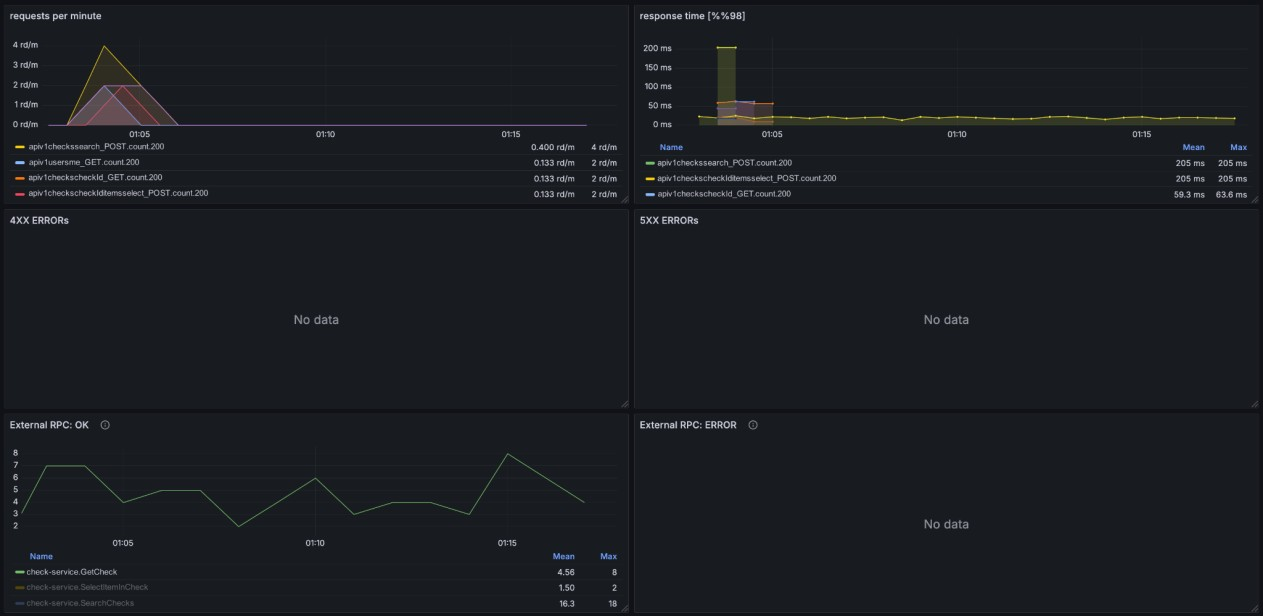 requests per minute
4 rd/m
3 rd/m
2 rd/m
1 rd/m
0 rd/m
01:05 01:10 01:15
apiv1checkssearch_POST.count.200 0.400 rd/m 4 rd/m
apiv1usersme_GET.count.200 0.133 rd/m 2 rd/m
apiv1checkscheckId_GET.count.200 0.133 rd/m 2 rd/m
apiv1checkscheckIditemsselect_POST.count.200 0.133 rd/m 2 rd/m
response time [%%98]
200 ms
150 ms
100 ms
50 ms
0 ms
01:05 01:10 01:15
Name Mean Max
apiv1checkssearch_POST.count.200 205 ms 205 ms
apiv1checkscheckIditemsselect_POST.count.200 205 ms 205 ms
apiv1checkscheckId_GET.count.200 59.3 ms 63.6 ms
4XX ERRORs
No data
5XX ERRORs
No data
External RPC: OK
8
7
6
5
4
3
2
01:05 01:10 01:15
Name Mean Max
check-service.GetCheck 4.56 8
check-service.SelectItemInCheck 1.50 2
check-service.SearchChecks 16.3 18
External RPC: ERROR
No data